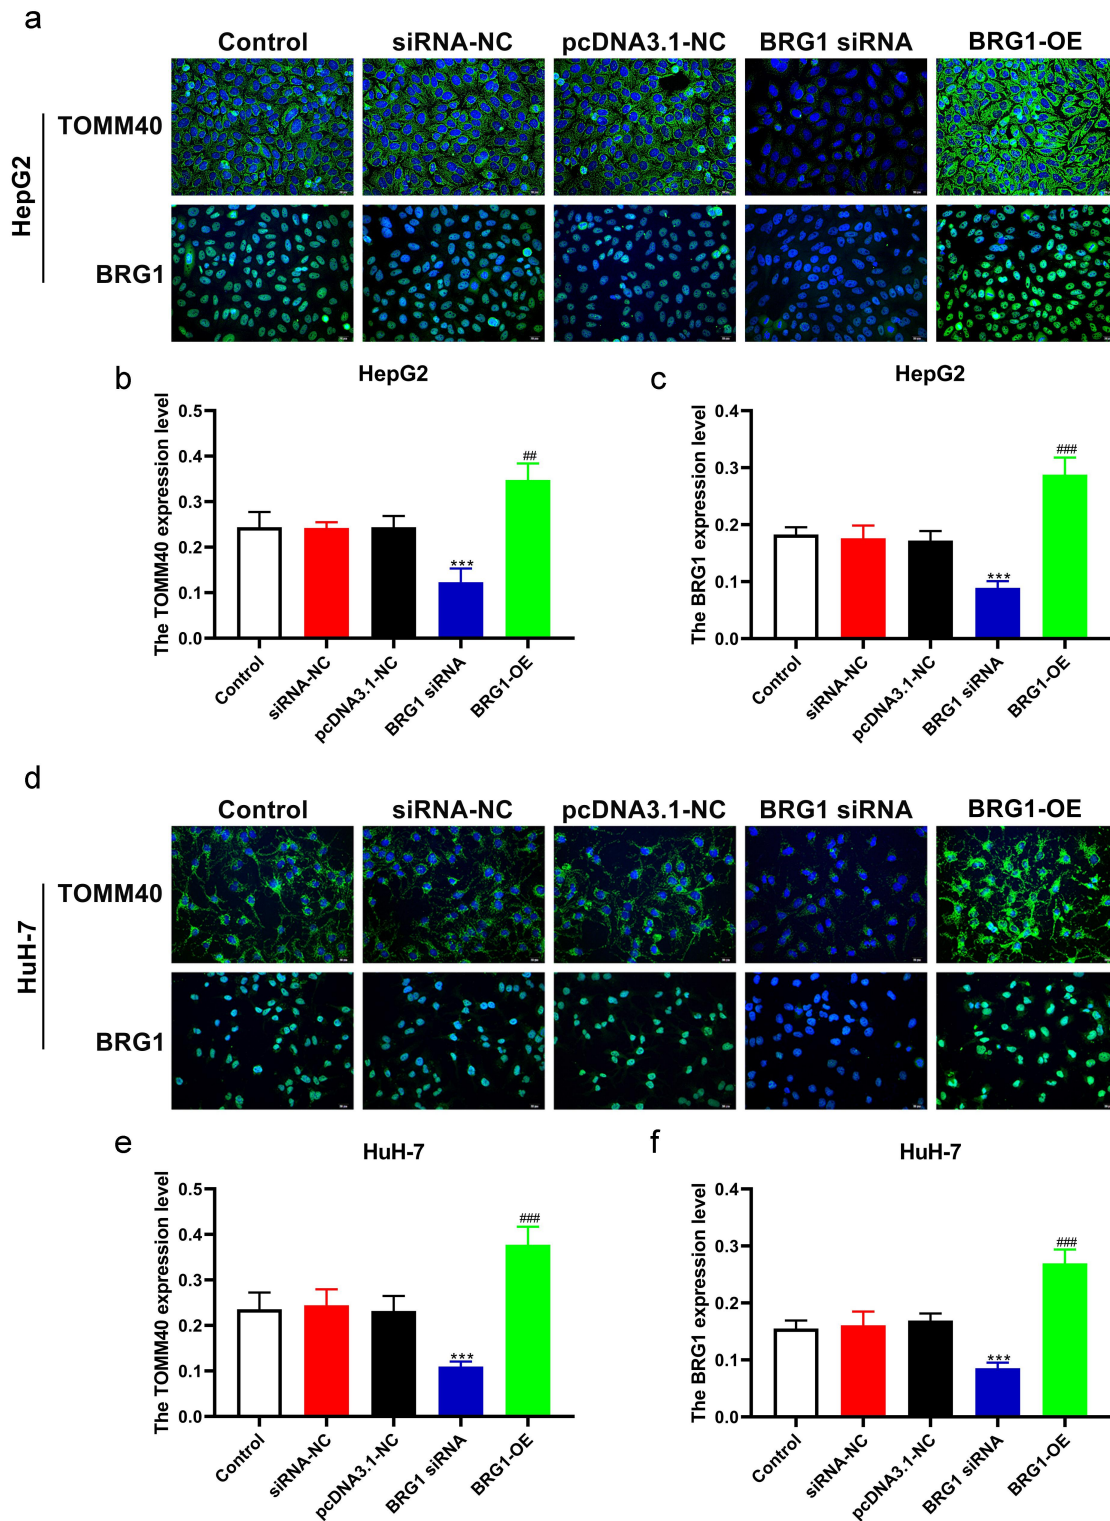 a
Control siRNA-NC pcDNA3.1-NC BRG1 siRNA BRG1-OE
HepG2
TOMM40
BRG1
b
HepG2
The TOMM40 expression level
0.5
0.4
0.3
0.2
0.1
0.0
***
##
Control siRNA-NC pcDNA3.1-NC BRG1 siRNA BRG1-OE
c
HepG2
The BRG1 expression level
0.4
0.3
0.2
0.1
0.0
***
###
Control siRNA-NC pcDNA3.1-NC BRG1 siRNA BRG1-OE
d
Control siRNA-NC pcDNA3.1-NC BRG1 siRNA BRG1-OE
HuH-7
TOMM40
BRG1
e
HuH-7
The TOMM40 expression level
0.5
0.4
0.3
0.2
0.1
0.0
***
###
Control siRNA-NC pcDNA3.1-NC BRG1 siRNA BRG1-OE
f
HuH-7
The BRG1 expression level
0.4
0.3
0.2
0.1
0.0
***
###
Control siRNA-NC pcDNA3.1-NC BRG1 siRNA BRG1-OE